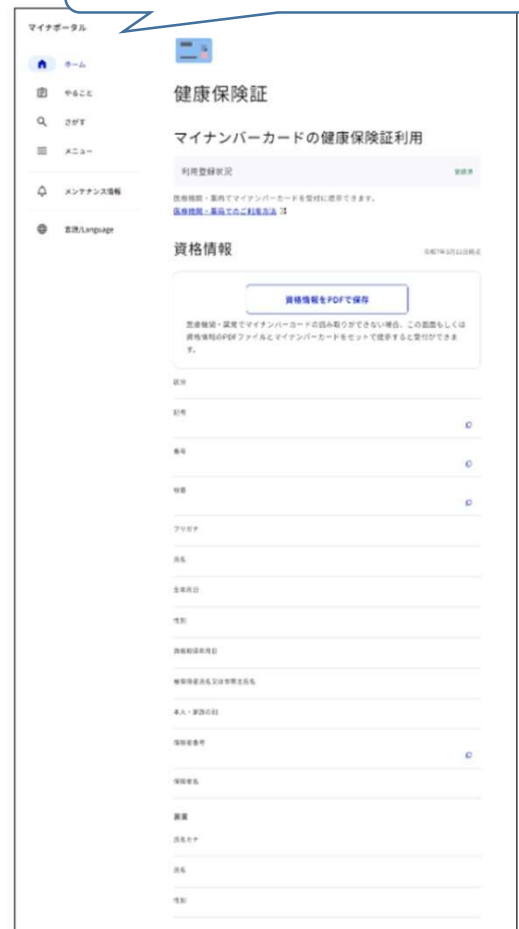 マイナポータル
ホーム
やること
さがす
メニュー
メンテナンス情報
言語/Language
健康保険証
マイナンバーカードの健康保険証利用
利用登録状況
登録済
医療機関・薬局でマイナンバーカードを受付に提示できます。
医療機関・薬局でのご利用方法
資格情報
資格情報をPDFで保存
医療機関・薬局でマイナンバーカードの読み取りができない場合、この画面もしくは
資格情報のPDFファイルとマイナンバーカードをセットで提示すると受付ができま
す。
区分
記号
番号
枝番
フリガナ
氏名
生年月日
性別
資格取得年月日
被保険者氏名又は世帯主氏名
本人・家族の別
保険者番号
保険者名
裏面
氏名カナ
氏名
性別